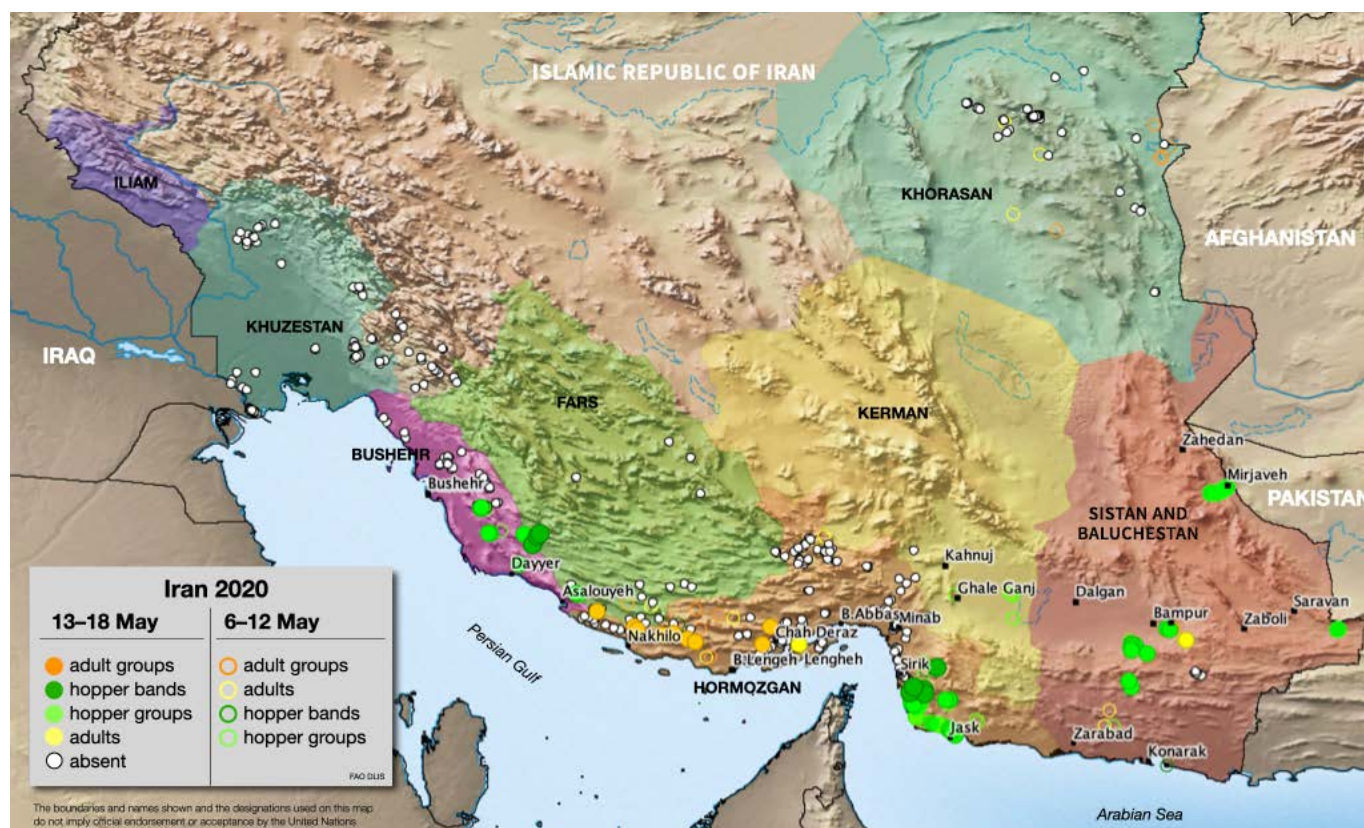 ISLAMIC REPUBLIC OF IRAN
ILIAM
KHORASAN
AFGHANISTAN
KHUZESTAN
IRAQ
FARS
KERMAN
BUSHEHR
Zahedan
Bushehr
Mirjaveh
PAKISTAN
SISTAN AND
BALUCHESTAN
Dayyer
Kahnuj
Asalouyeh
Ghale Ganj
Dalgan
Saravan
B.Abbas
Minab
Bampur
Zaboli
Nakhilo
Chah Deraz
Persian Gulf
B.Lengeh
Lengheh
Sirik
HORMOZGAN
Jask
Zarabad
Konarak
Arabian Sea
Iran 2020
13–18 May
6–12 May
adult groups
adult groups
hopper bands
adults
hopper groups
hopper bands
adults
hopper groups
absent
FAO DLIS
The boundaries and names shown and the designations used on this map
do not imply official endorsement or acceptance by the United Nations